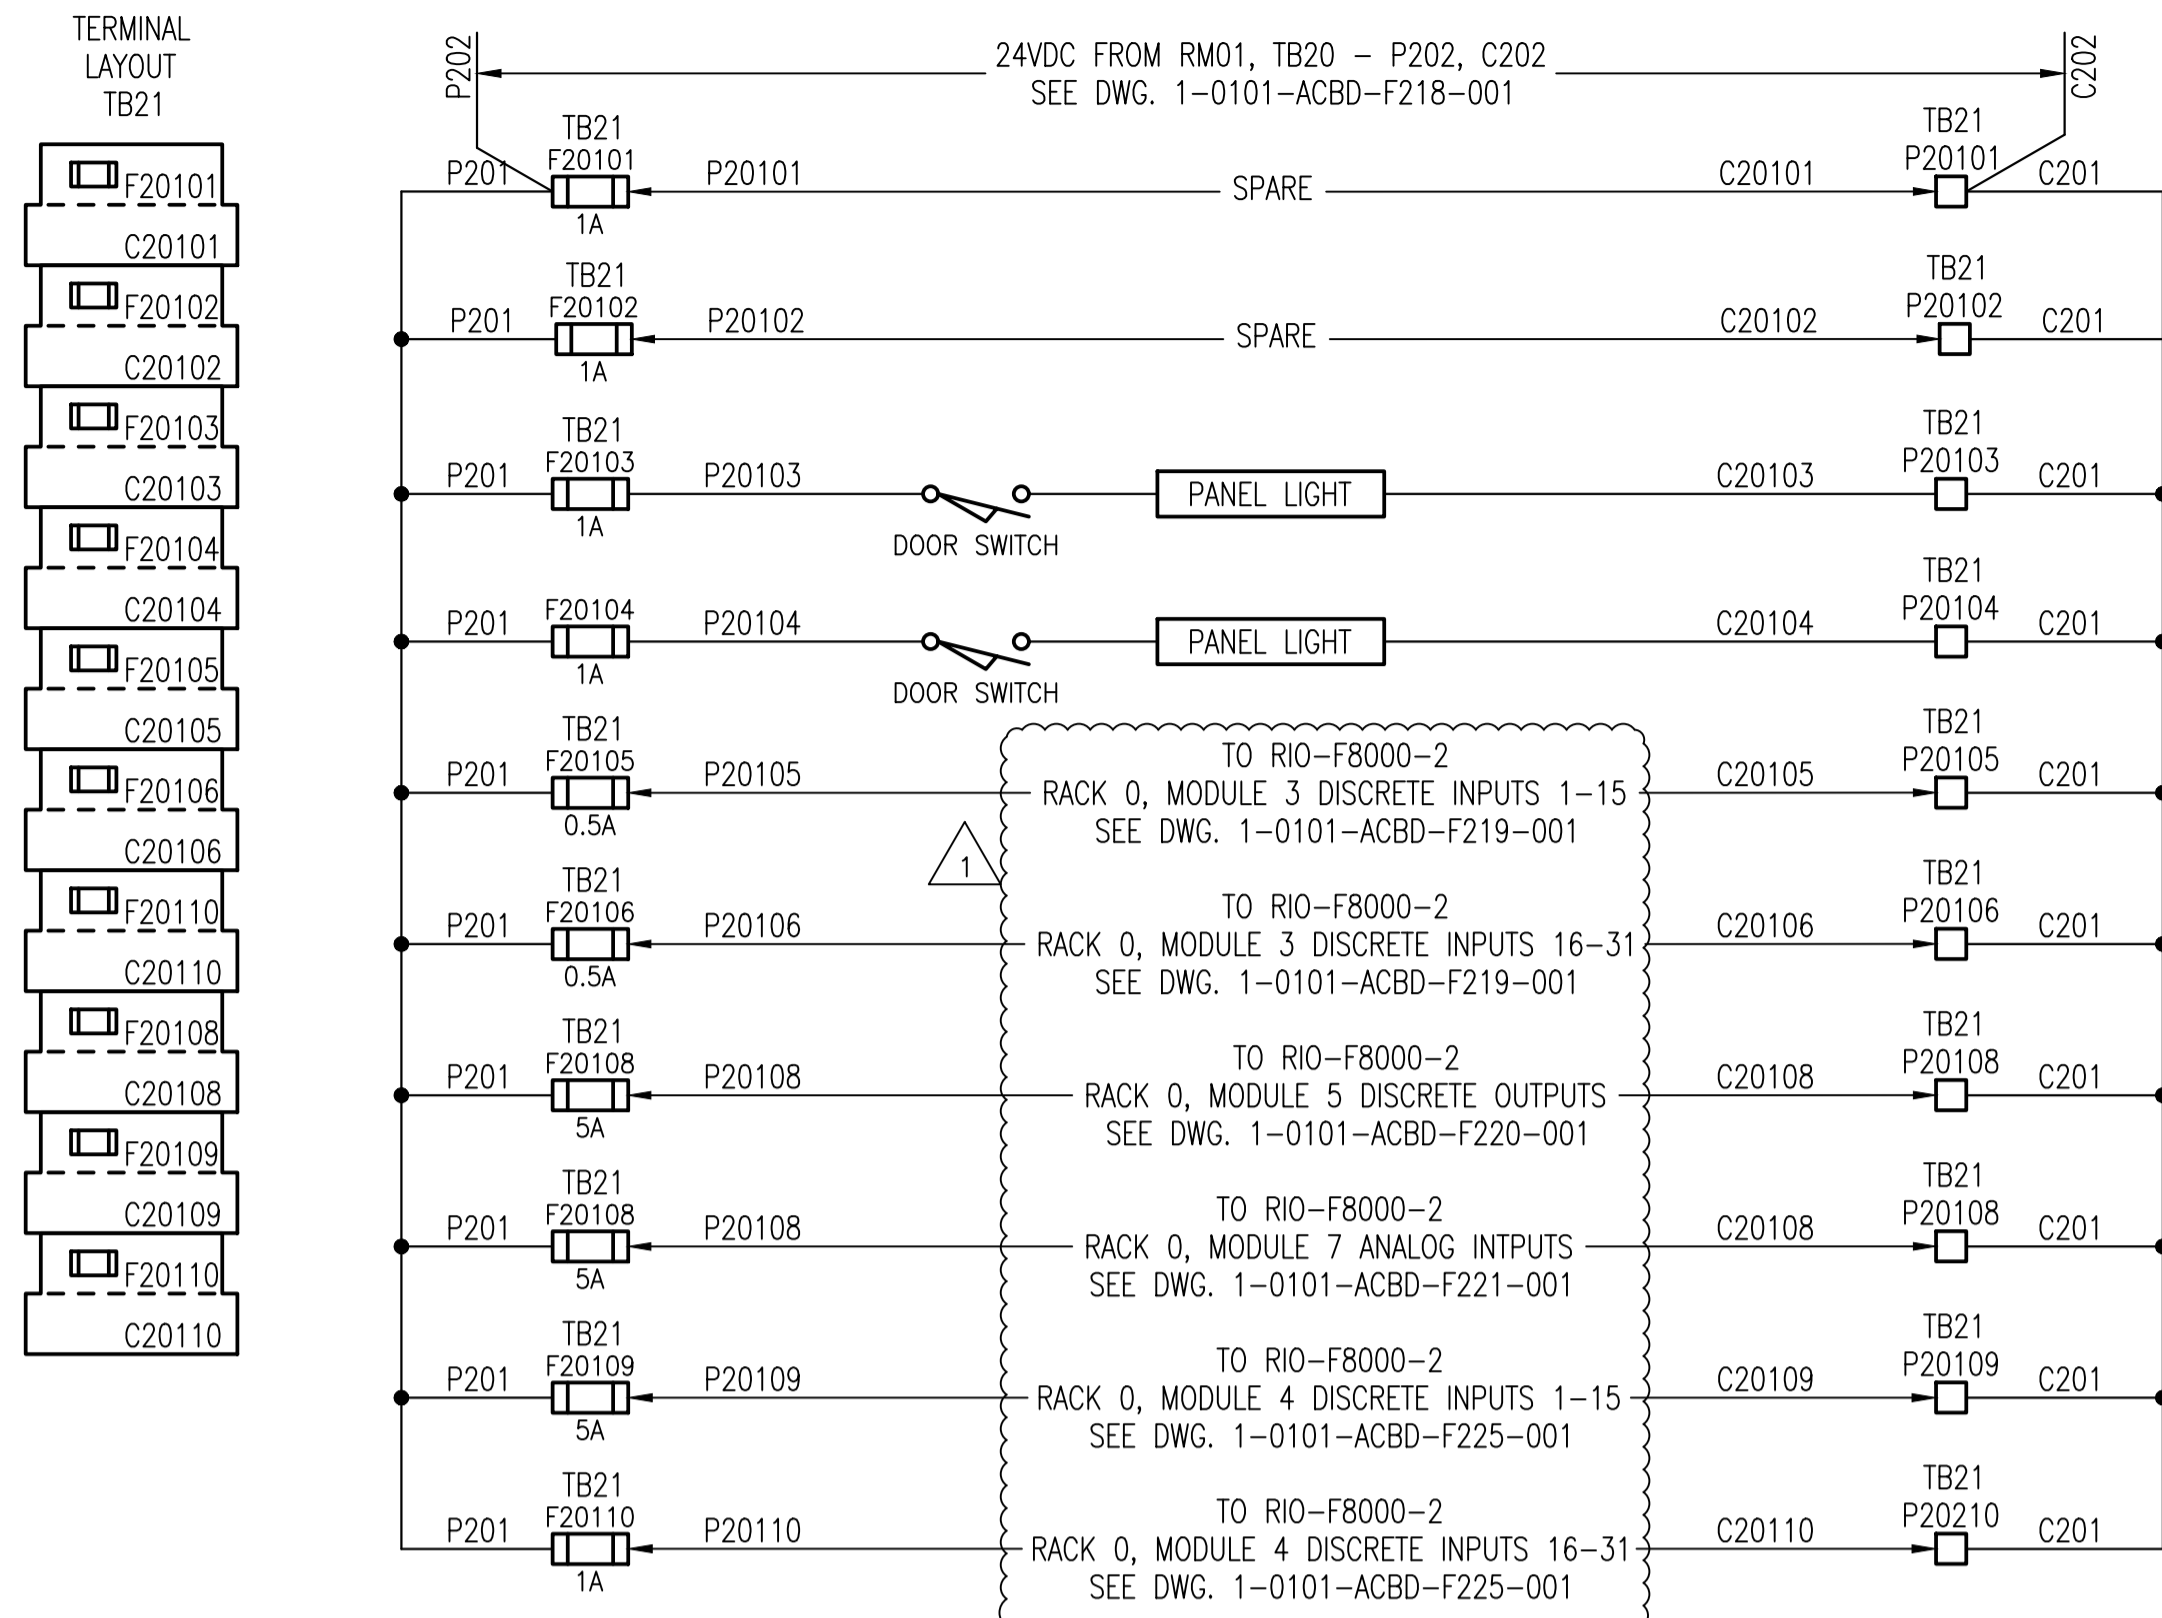 TERMINAL
LAYOUT
TB21
F20101
C20101
F20102
C20102
F20103
C20103
F20104
C20104
F20105
C20105
F20106
C20106
F20110
C20110
F20108
C20108
F20109
C20109
F20110
C20110
P202
24VDC FROM RM01, TB20 - P202, C202
SEE DWG. 1-0101-ACBD-F218-001
C202
TB21
F20101
P201
1A
P20101
SPARE
C20101
TB21
P20101
C201
TB21
F20102
P201
1A
P20102
SPARE
C20102
TB21
P20102
C201
TB21
F20103
P201
1A
P20103
DOOR SWITCH
PANEL LIGHT
C20103
TB21
P20103
C201
F20104
P201
1A
P20104
DOOR SWITCH
PANEL LIGHT
C20104
TB21
P20104
C201
TB21
F20105
P201
0.5A
P20105
TO RIO-F8000-2
RACK 0, MODULE 3 DISCRETE INPUTS 1-15
SEE DWG. 1-0101-ACBD-F219-001
C20105
TB21
P20105
C201
1
TB21
F20106
P201
0.5A
P20106
TO RIO-F8000-2
RACK 0, MODULE 3 DISCRETE INPUTS 16-31
SEE DWG. 1-0101-ACBD-F219-001
C20106
TB21
P20106
C201
TB21
F20108
P201
5A
P20108
TO RIO-F8000-2
RACK 0, MODULE 5 DISCRETE OUTPUTS
SEE DWG. 1-0101-ACBD-F220-001
C20108
TB21
P20108
C201
TB21
F20108
P201
5A
P20108
TO RIO-F8000-2
RACK 0, MODULE 7 ANALOG INTPUTS
SEE DWG. 1-0101-ACBD-F221-001
C20108
TB21
P20108
C201
TB21
F20109
P201
5A
P20109
TO RIO-F8000-2
RACK 0, MODULE 4 DISCRETE INPUTS 1-15
SEE DWG. 1-0101-ACBD-F225-001
C20109
TB21
P20109
C201
TB21
F20110
P201
1A
P20110
TO RIO-F8000-2
RACK 0, MODULE 4 DISCRETE INPUTS 16-31
SEE DWG. 1-0101-ACBD-F225-001
C20110
TB21
P20210
C201